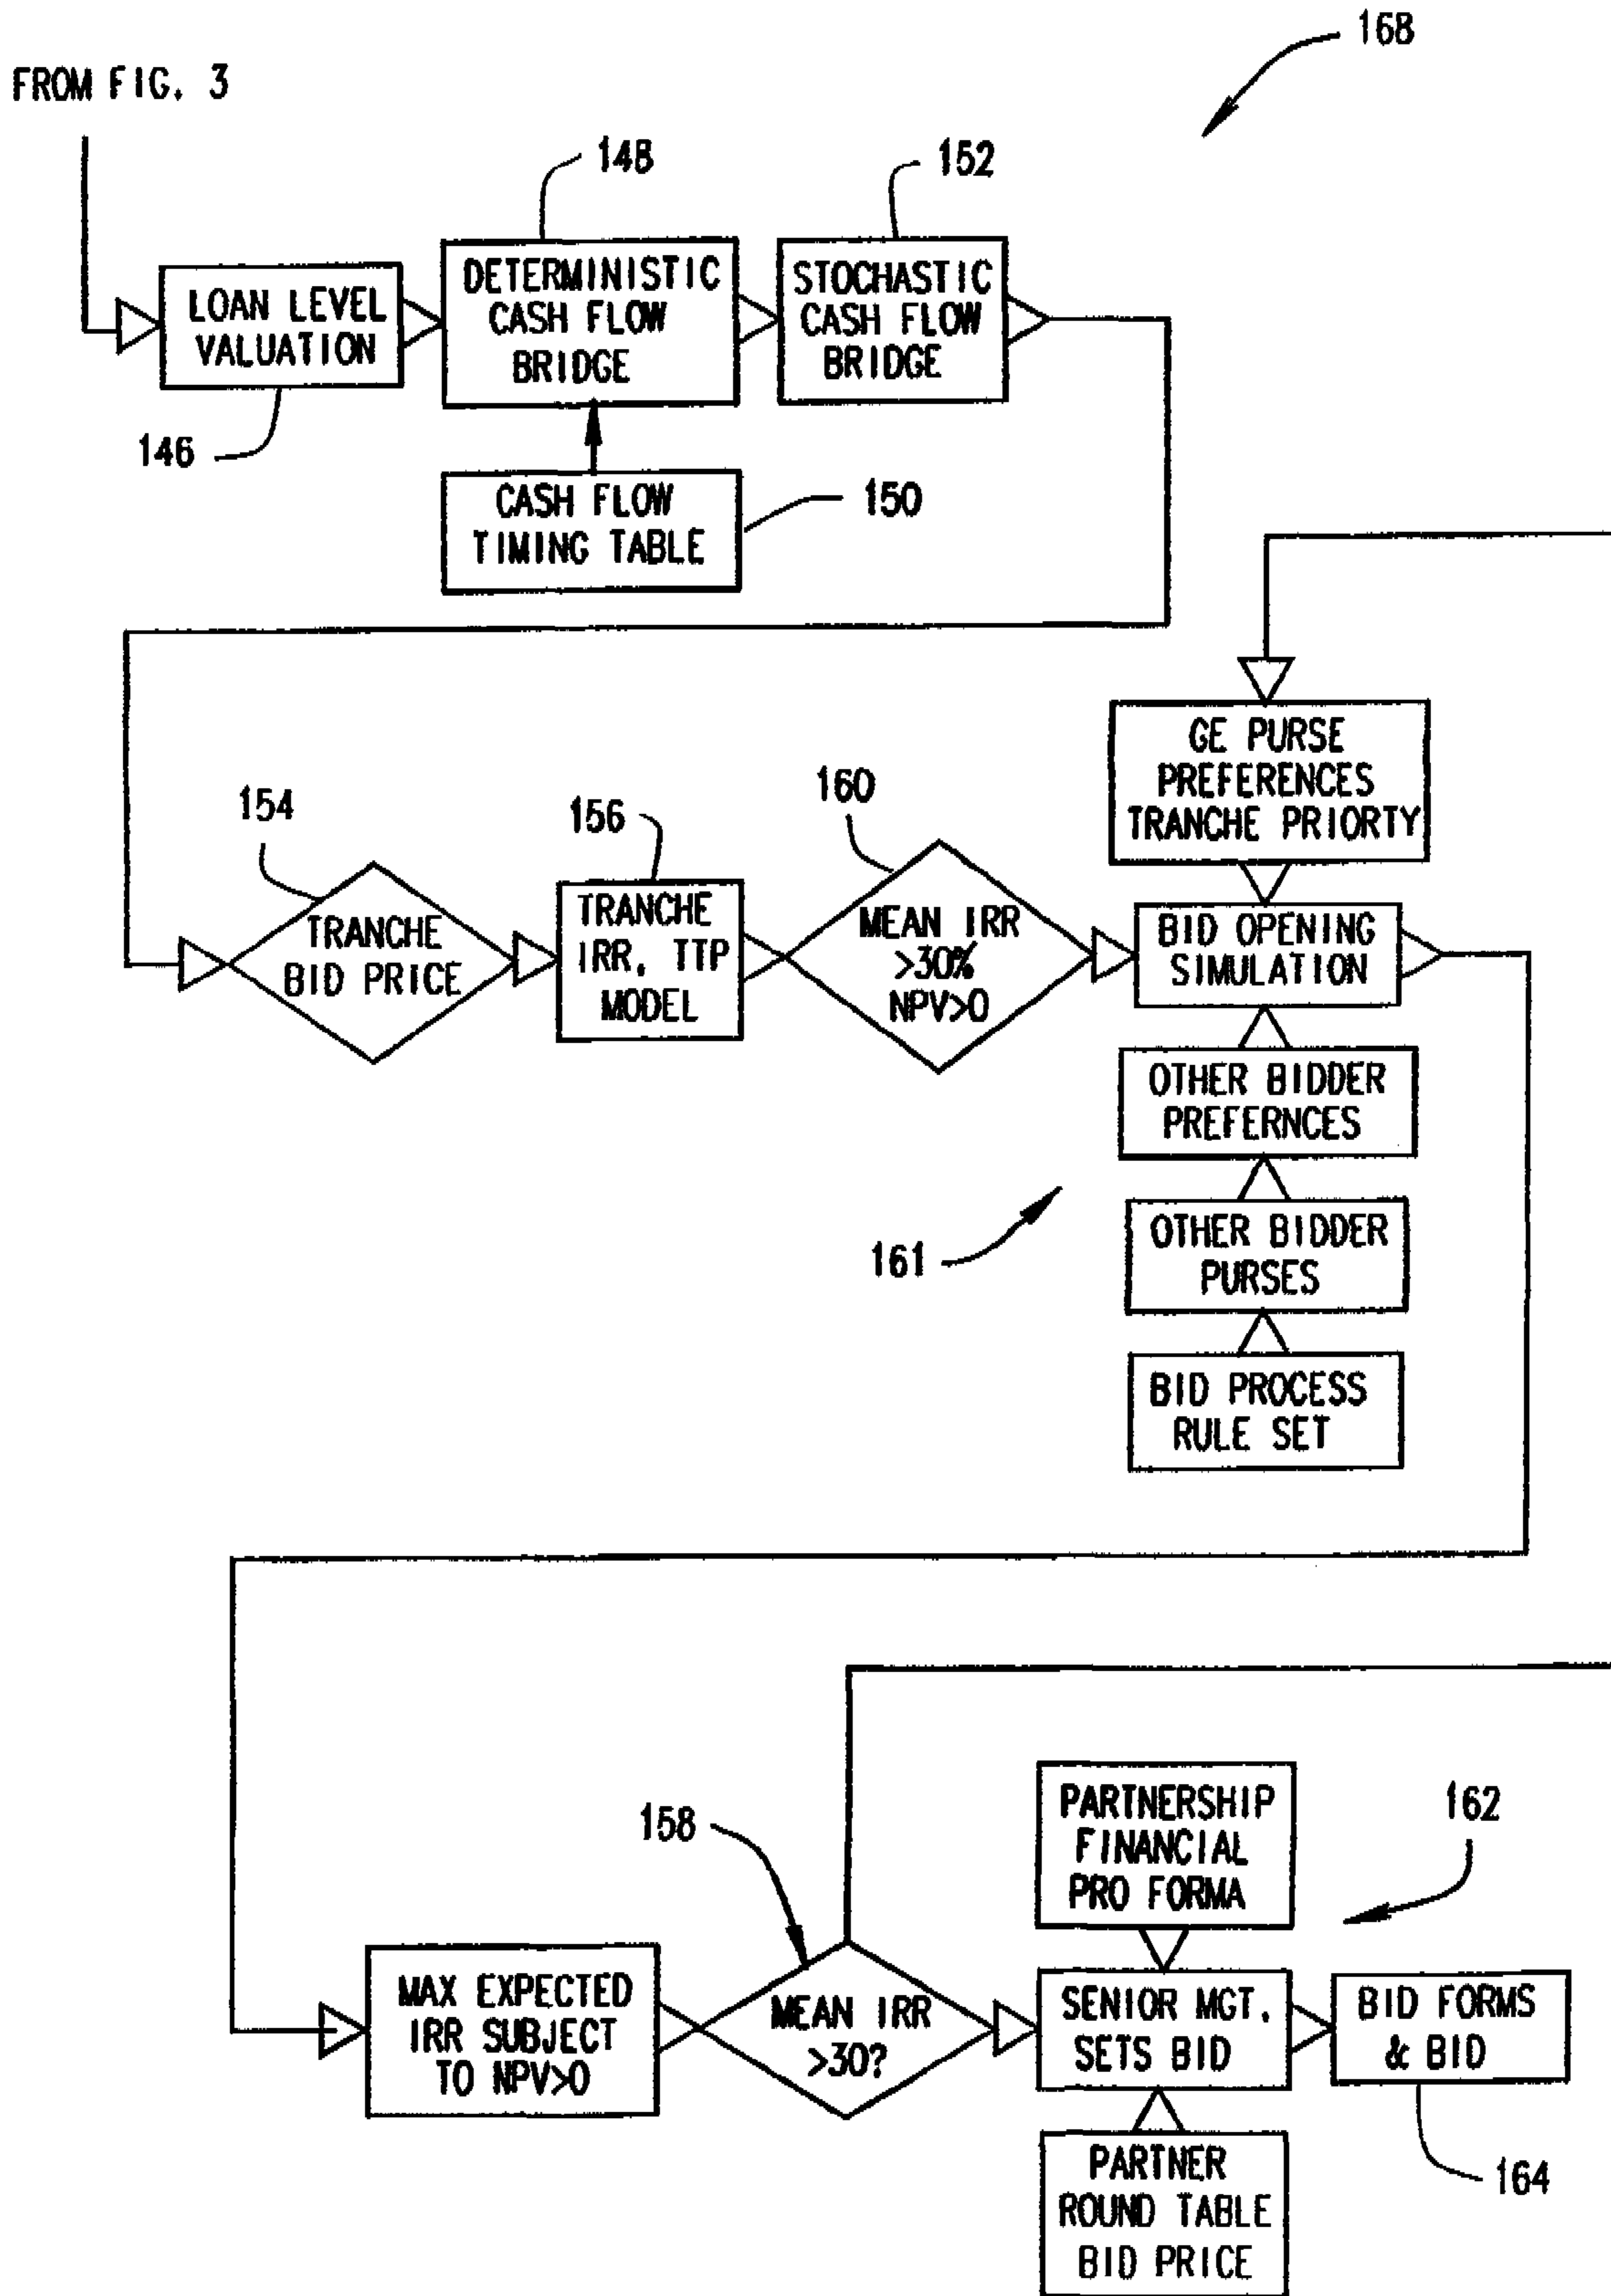 168
FROM FIG. 3
148
152
LOAN LEVEL
VALUATION
DETERMINISTIC
CASH FLOW
BRIDGE
STOCHASTIC
CASH FLOW
BRIDGE
146
CASH FLOW
TIMING TABLE
150
GE PURSE
PREFERENCES
TRANCHE PRIORTY
154
156
160
TRANCHE
BID PRICE
TRANCHE
IRR, TTP
MODEL
MEAN IRR
>30%
NPV>0
BID OPENING
SIMULATION
OTHER BIDDER
PREFERNCES
161
OTHER BIDDER
PURSES
BID PROCESS
RULE SET
158
PARTNERSHIP
FINANCIAL
PRO FORMA
162
MAX EXPECTED
IRR SUBJECT
TO NPV>0
MEAN IRR
>30?
SENIOR MGT.
SETS BID
BID FORMS
& BID
PARTNER
ROUND TABLE
BID PRICE
164